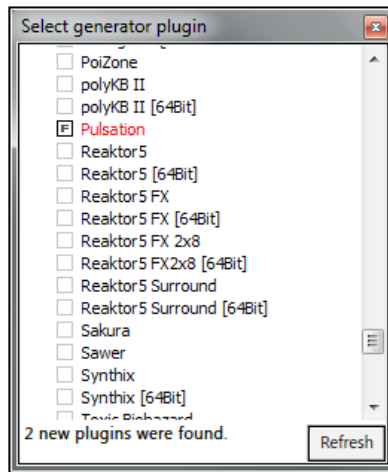 Select generator plugin
PoiZone
polyKB II
polyKB II [64Bit]
F Pulsation
Reaktor5
Reaktor5 [64Bit]
Reaktor5 FX
Reaktor5 FX [64Bit]
Reaktor5 FX 2x8
Reaktor5 FX2x8 [64Bit]
Reaktor5 Surround
Reaktor5 Surround [64Bit]
Sakura
Sawer
Synthix
Synthix [64Bit]
Toxic Biohazard
2 new plugins were found.
Refresh